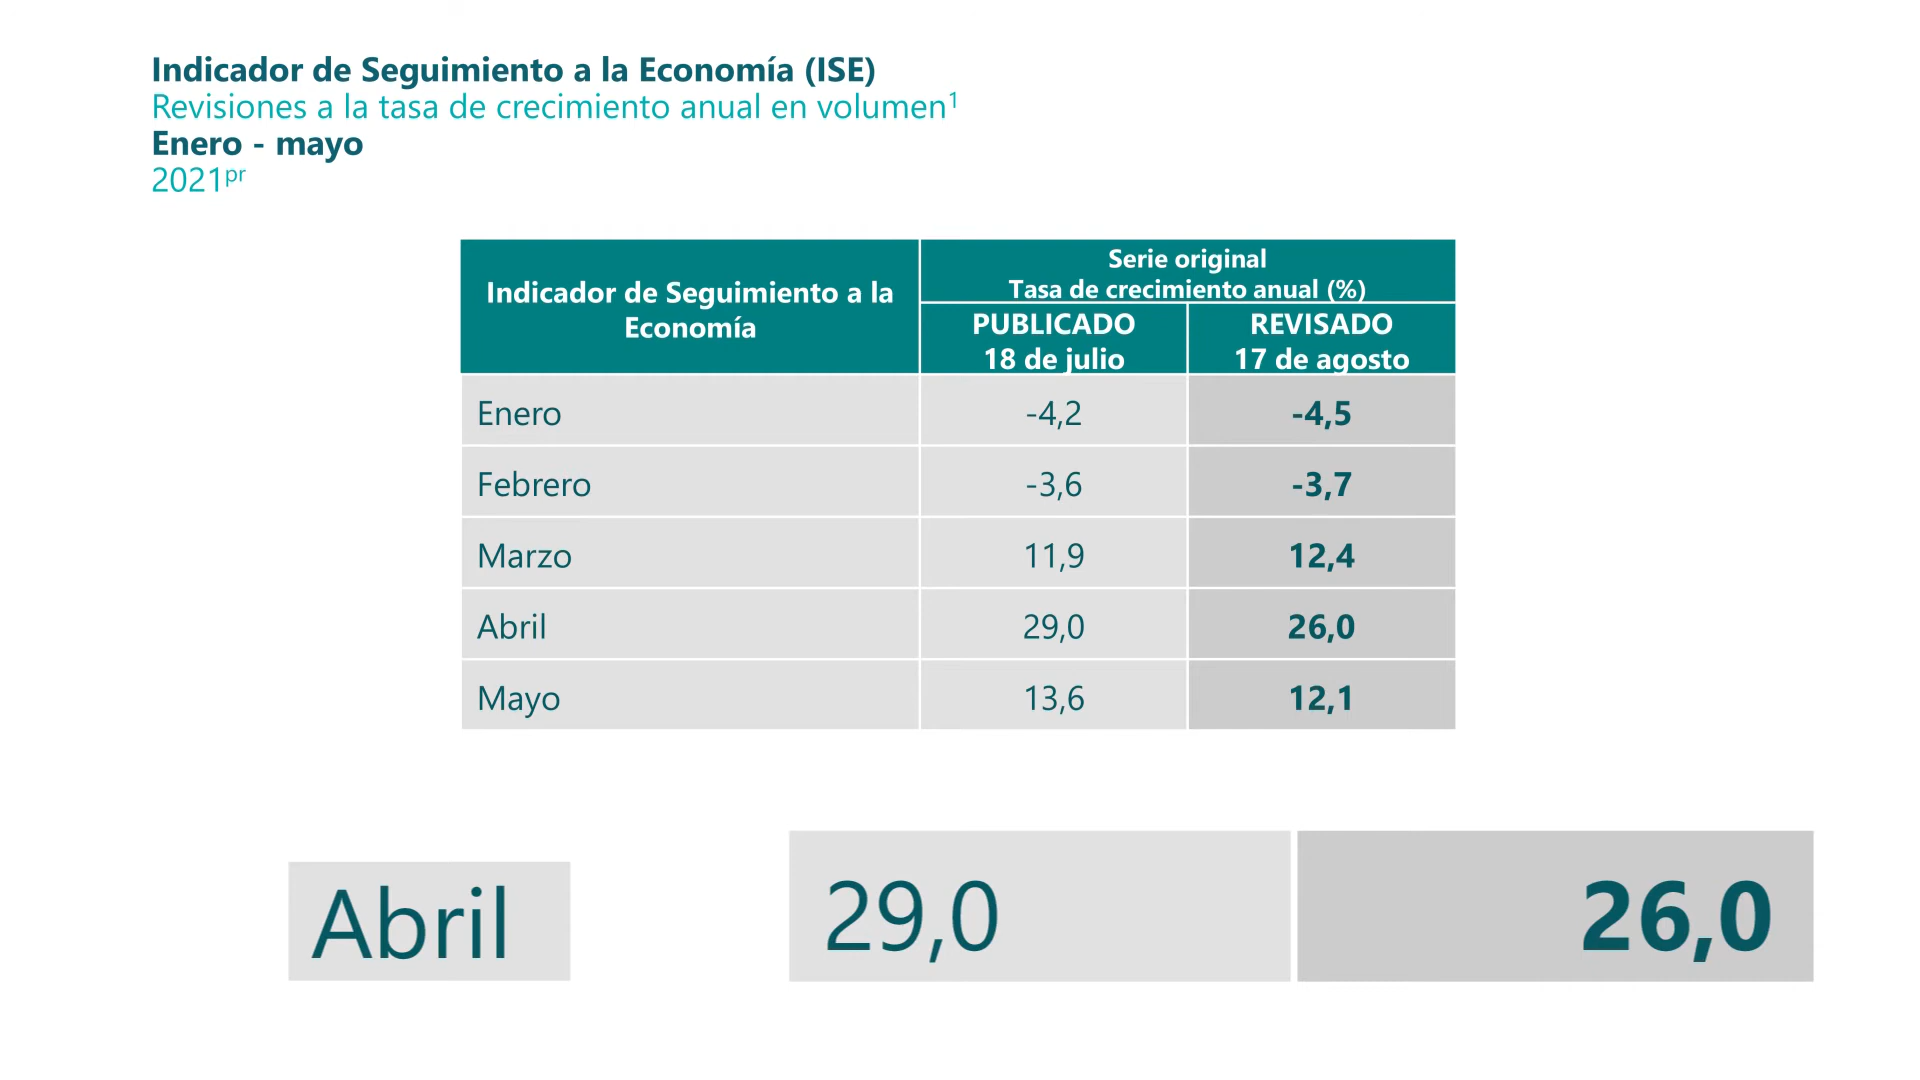 Indicador de Seguimiento a la Economía (ISE)
Revisiones a la tasa de crecimiento anual en volumen¹
Enero - mayo
2021ᵖʳ
Indicador de Seguimiento a la
Economía
Serie original
Tasa de crecimiento anual (%)
PUBLICADO
18 de julio
REVISADO
17 de agosto
Enero -4,2 -4,5
Febrero -3,6 -3,7
Marzo 11,9 12,4
Abril 29,0 26,0
Mayo 13,6 12,1
Abril 29,0 26,0